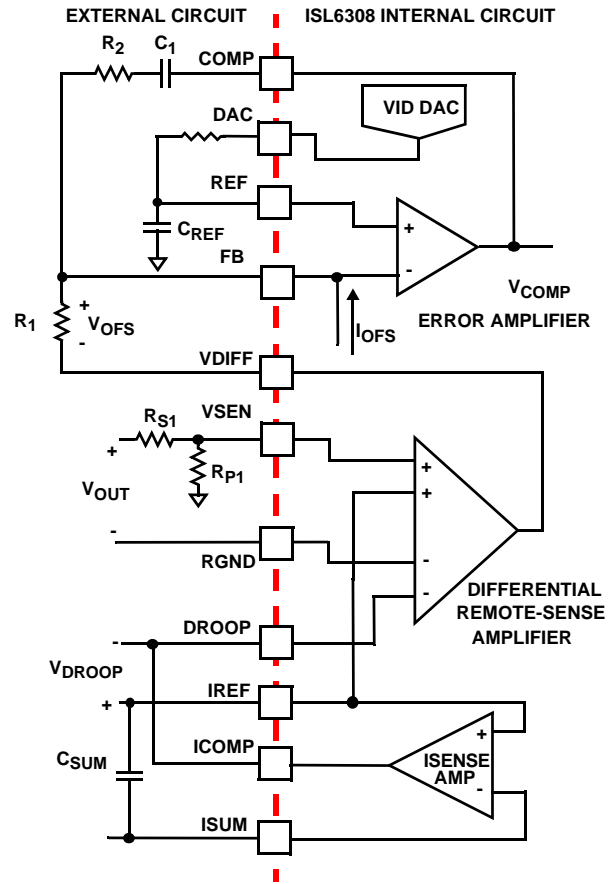 EXTERNAL CIRCUIT
ISL6308 INTERNAL CIRCUIT
R2
C1
COMP
VID DAC
DAC
REF
CREF
+
-
FB
VCOMP
ERROR AMPLIFIER
IOFS
R1
+
VOFS
-
VDIFF
RS1
VSEN
+
RP1
VOUT
-
RGND
+
+
-
-
DIFFERENTIAL
REMOTE-SENSE
AMPLIFIER
DROOP
-
VDROOP
+
IREF
CSUM
ICOMP
+
ISENSE
AMP
-
ISUM